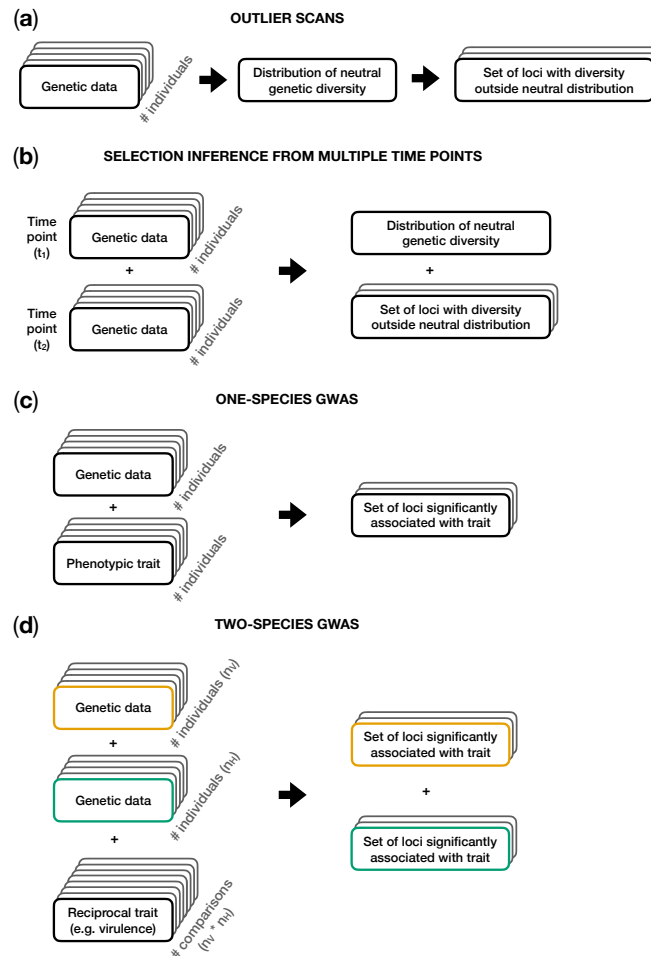 (a)
OUTLIER SCANS
Genetic data
# individuals
Distribution of neutral
genetic diversity
Set of loci with diversity
outside neutral distribution
(b)
SELECTION INFERENCE FROM MULTIPLE TIME POINTS
Time
point
(t1)
Genetic data
# individuals
+
Time
point
(t2)
Genetic data
# individuals
Distribution of neutral
genetic diversity
+
Set of loci with diversity
outside neutral distribution
(c)
ONE-SPECIES GWAS
Genetic data
# individuals
+
Phenotypic trait
# individuals
Set of loci significantly
associated with trait
(d)
TWO-SPECIES GWAS
Genetic data
# individuals (nV)
+
Genetic data
# individuals (nH)
+
Reciprocal trait
(e.g. virulence)
# comparisons
(nV * nH)
Set of loci significantly
associated with trait
+
Set of loci significantly
associated with trait